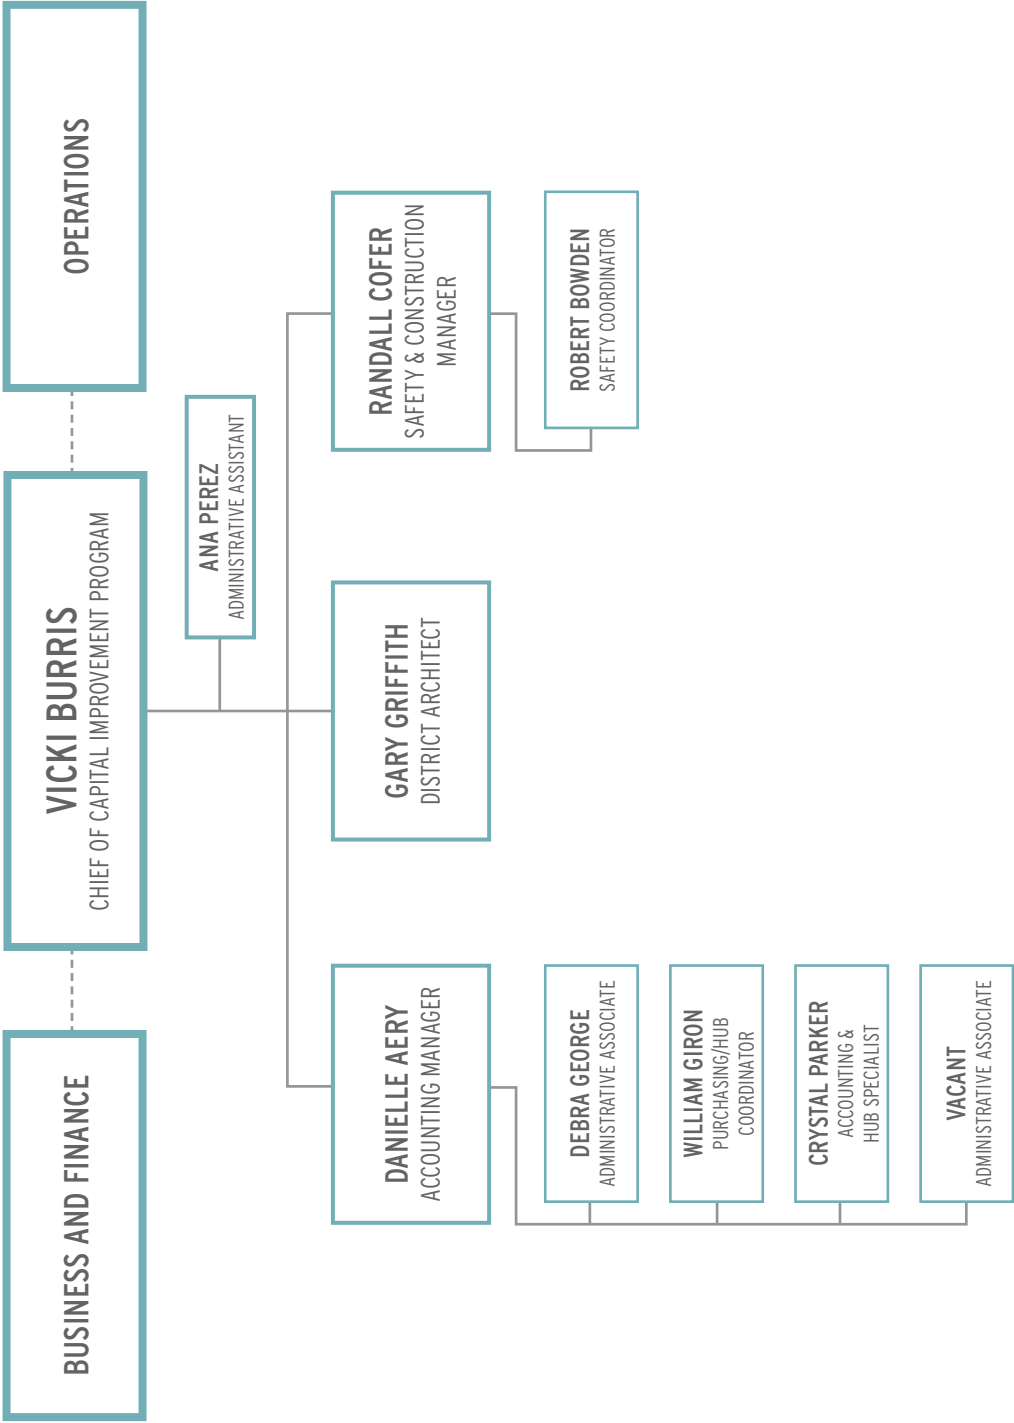 BUSINESS AND FINANCE
VICKI BURRIS
CHIEF OF CAPITAL IMPROVEMENT PROGRAM
OPERATIONS
ANA PEREZ
ADMINISTRATIVE ASSISTANT
DANIELLE AERY
ACCOUNTING MANAGER
GARY GRIFFITH
DISTRICT ARCHITECT
RANDALL COFER
SAFETY & CONSTRUCTION
MANAGER
DEBRA GEORGE
ADMINISTRATIVE ASSOCIATE
WILLIAM GIRON
PURCHASING/HUB
COORDINATOR
CRYSTAL PARKER
ACCOUNTING &
HUB SPECIALIST
VACANT
ADMINISTRATIVE ASSOCIATE
ROBERT BOWDEN
SAFETY COORDINATOR